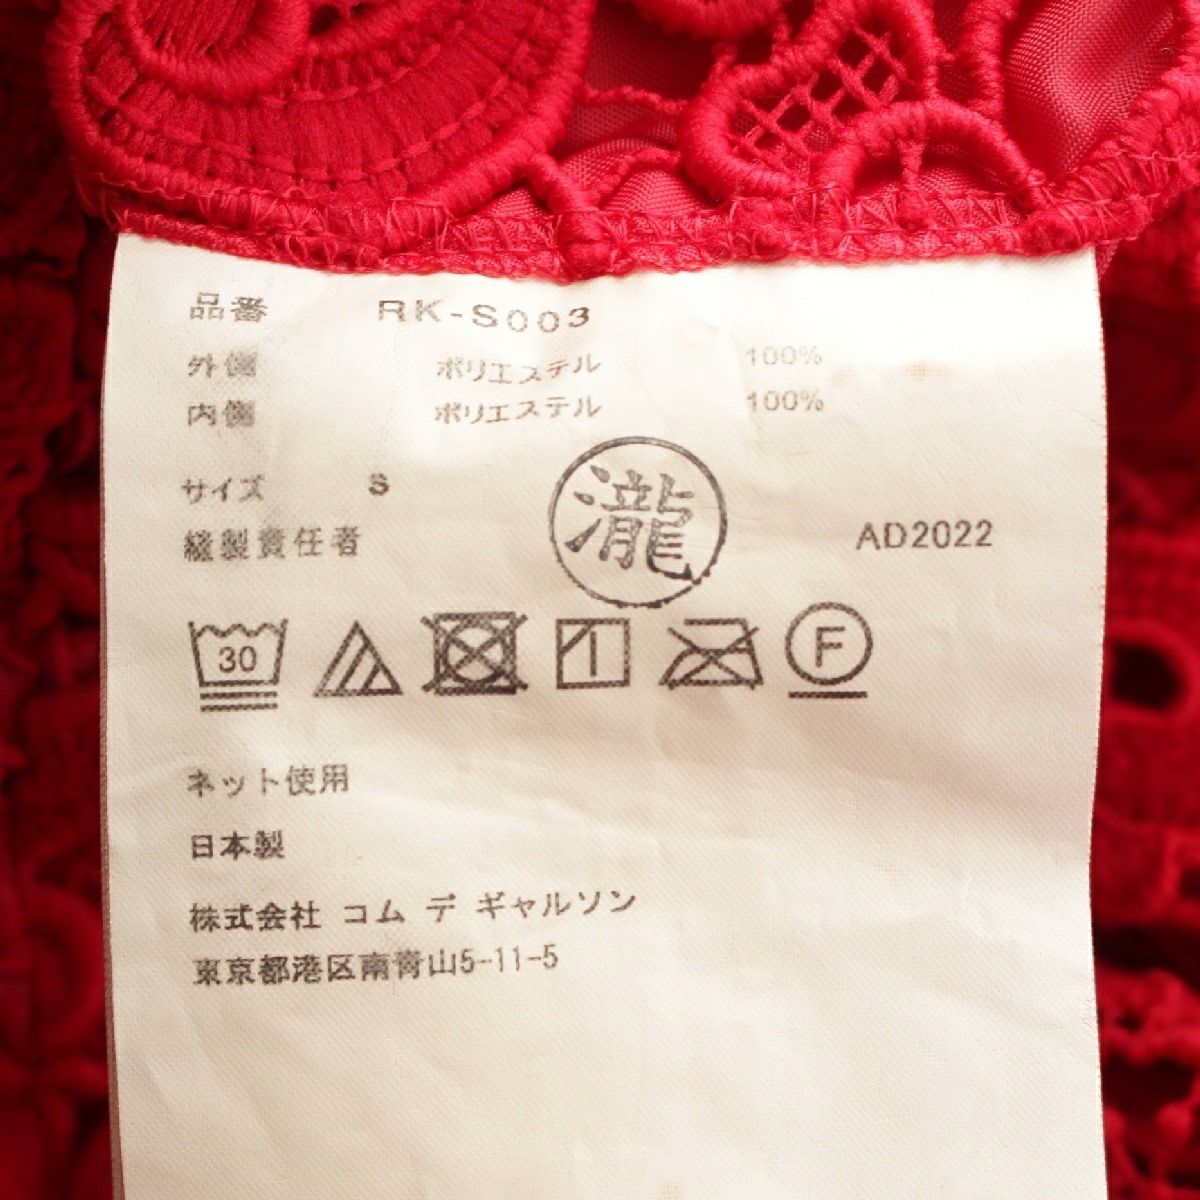 品番 RK-S003
外側 ポリエステル 100%
内側 ポリエステル 100%
サイズ S
縫製責任者 瀧 AD2022
30 F
ネット使用
日本製
株式会社 コム デ ギャルソン
東京都港区南青山5-11-5